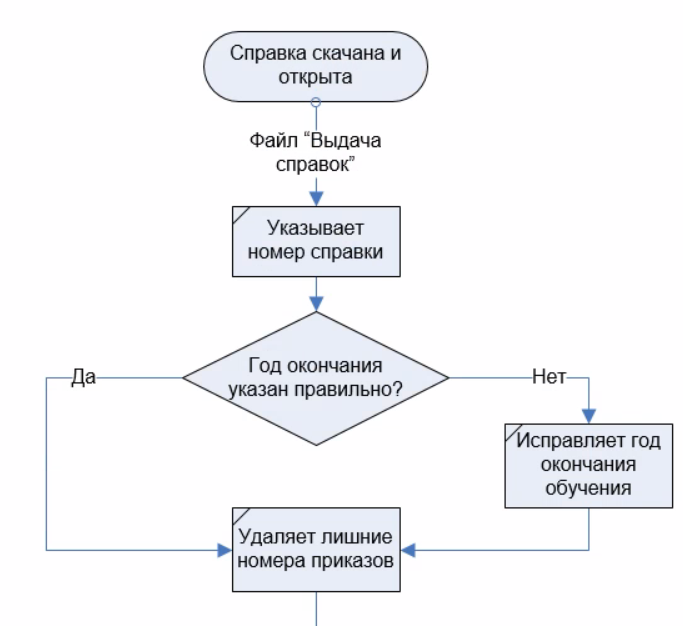 Справка скачана и
открыта
Файл “Выдача
справок”
Указывает
номер справки
Год окончания
указан правильно?
Да
Нет
Исправляет год
окончания
обучения
Удаляет лишние
номера приказов